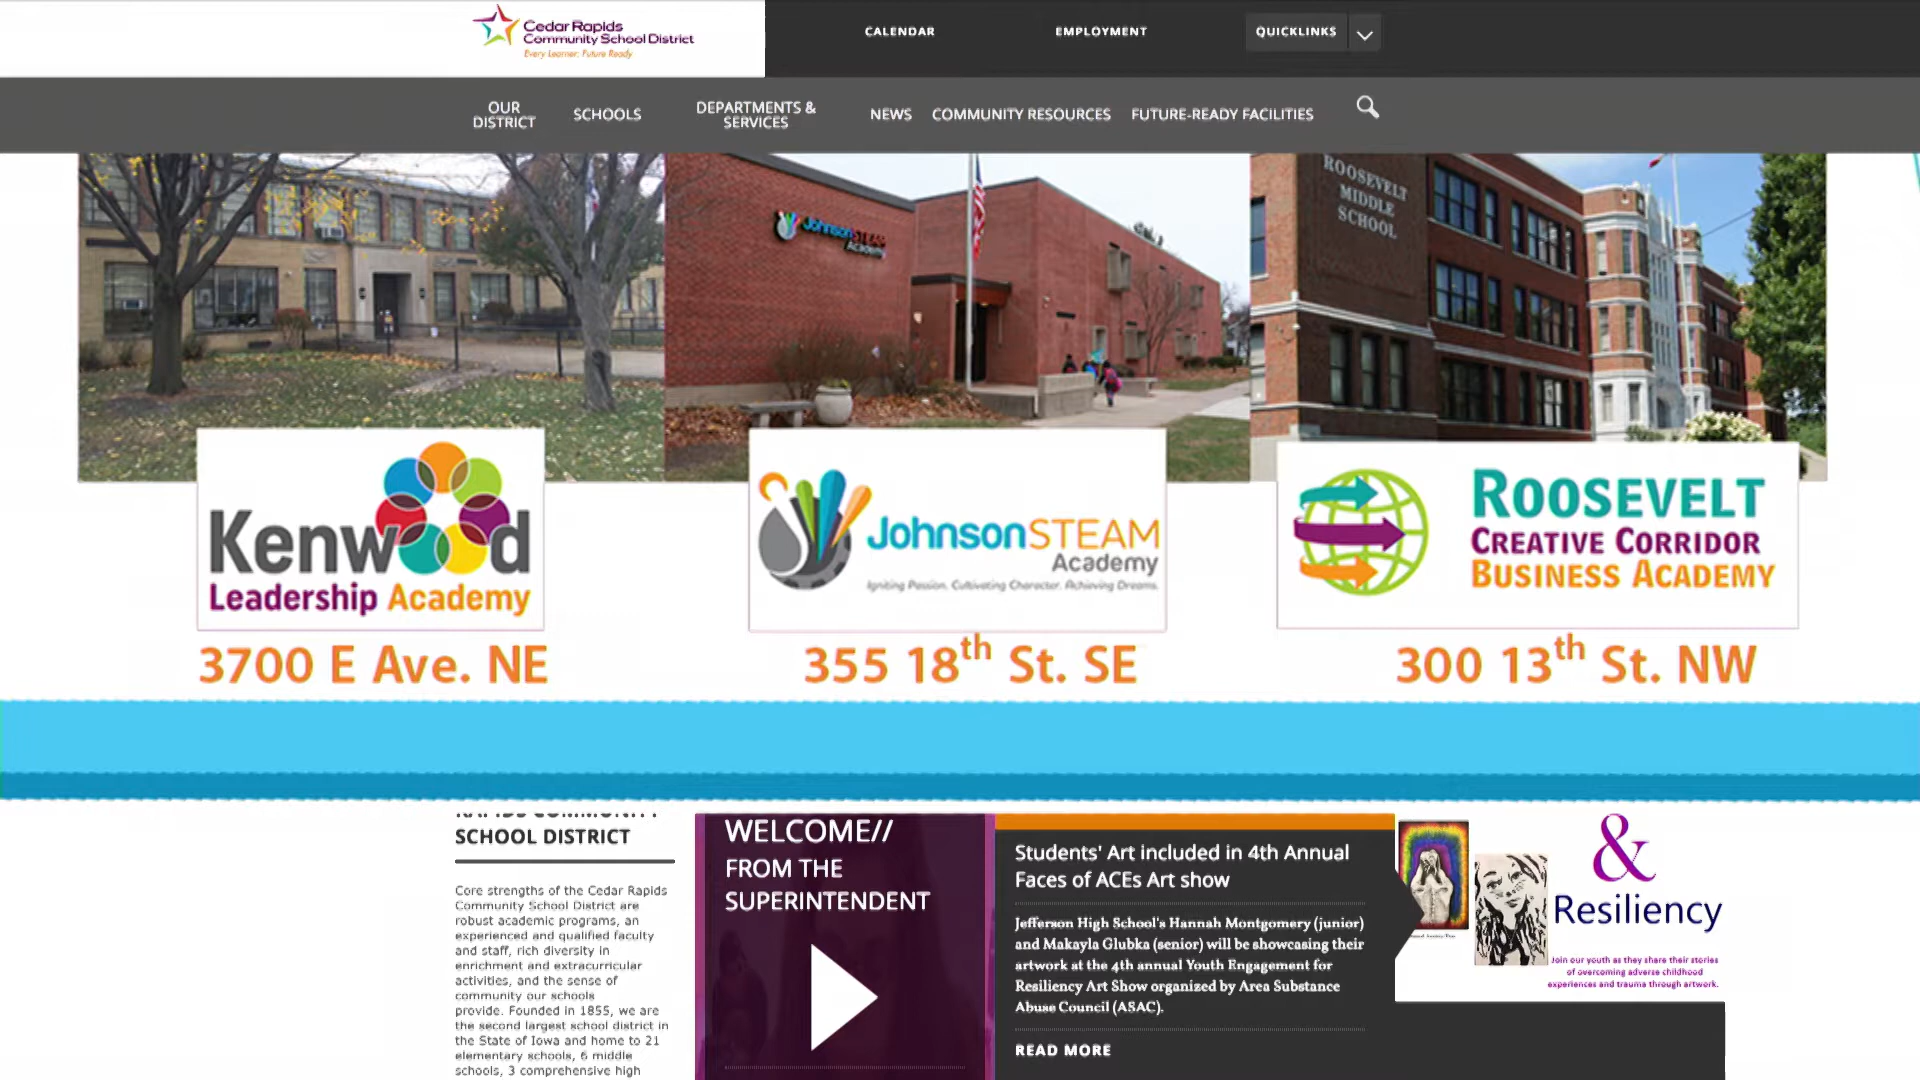 Cedar Rapids
Community School District
Every Learner: Future Ready
CALENDAR
EMPLOYMENT
QUICKLINKS
OUR
DISTRICT
SCHOOLS
DEPARTMENTS &
SERVICES
NEWS
COMMUNITY RESOURCES
FUTURE-READY FACILITIES
JohnsonSTEAM
Academy
ROOSEVELT
MIDDLE
SCHOOL
Kenwood
Leadership Academy
3700 E Ave. NE
JohnsonSTEAM
Academy
Igniting Passion. Cultivating Character. Achieving Dreams.
355 18th St. SE
ROOSEVELT
CREATIVE CORRIDOR
BUSINESS ACADEMY
300 13th St. NW
RAPIDS COMMUNITY
SCHOOL DISTRICT
Core strengths of the Cedar Rapids
Community School District are
robust academic programs, an
experienced and qualified faculty
and staff, rich diversity in
enrichment and extracurricular
activities, and the sense of
community our schools
provide. Founded in 1855, we are
the second largest school district in
the State of Iowa and home to 21
elementary schools, 6 middle
schools, 3 comprehensive high
WELCOME//
FROM THE
SUPERINTENDENT
Students' Art included in 4th Annual
Faces of ACEs Art show
Jefferson High School's Hannah Montgomery (junior)
and Makayla Glubka (senior) will be showcasing their
artwork at the 4th annual Youth Engagement for
Resiliency Art Show organized by Area Substance
Abuse Council (ASAC).
READ MORE
&
Resiliency
Join our youth as they share their stories
of overcoming adverse childhood
experiences and trauma through artwork.